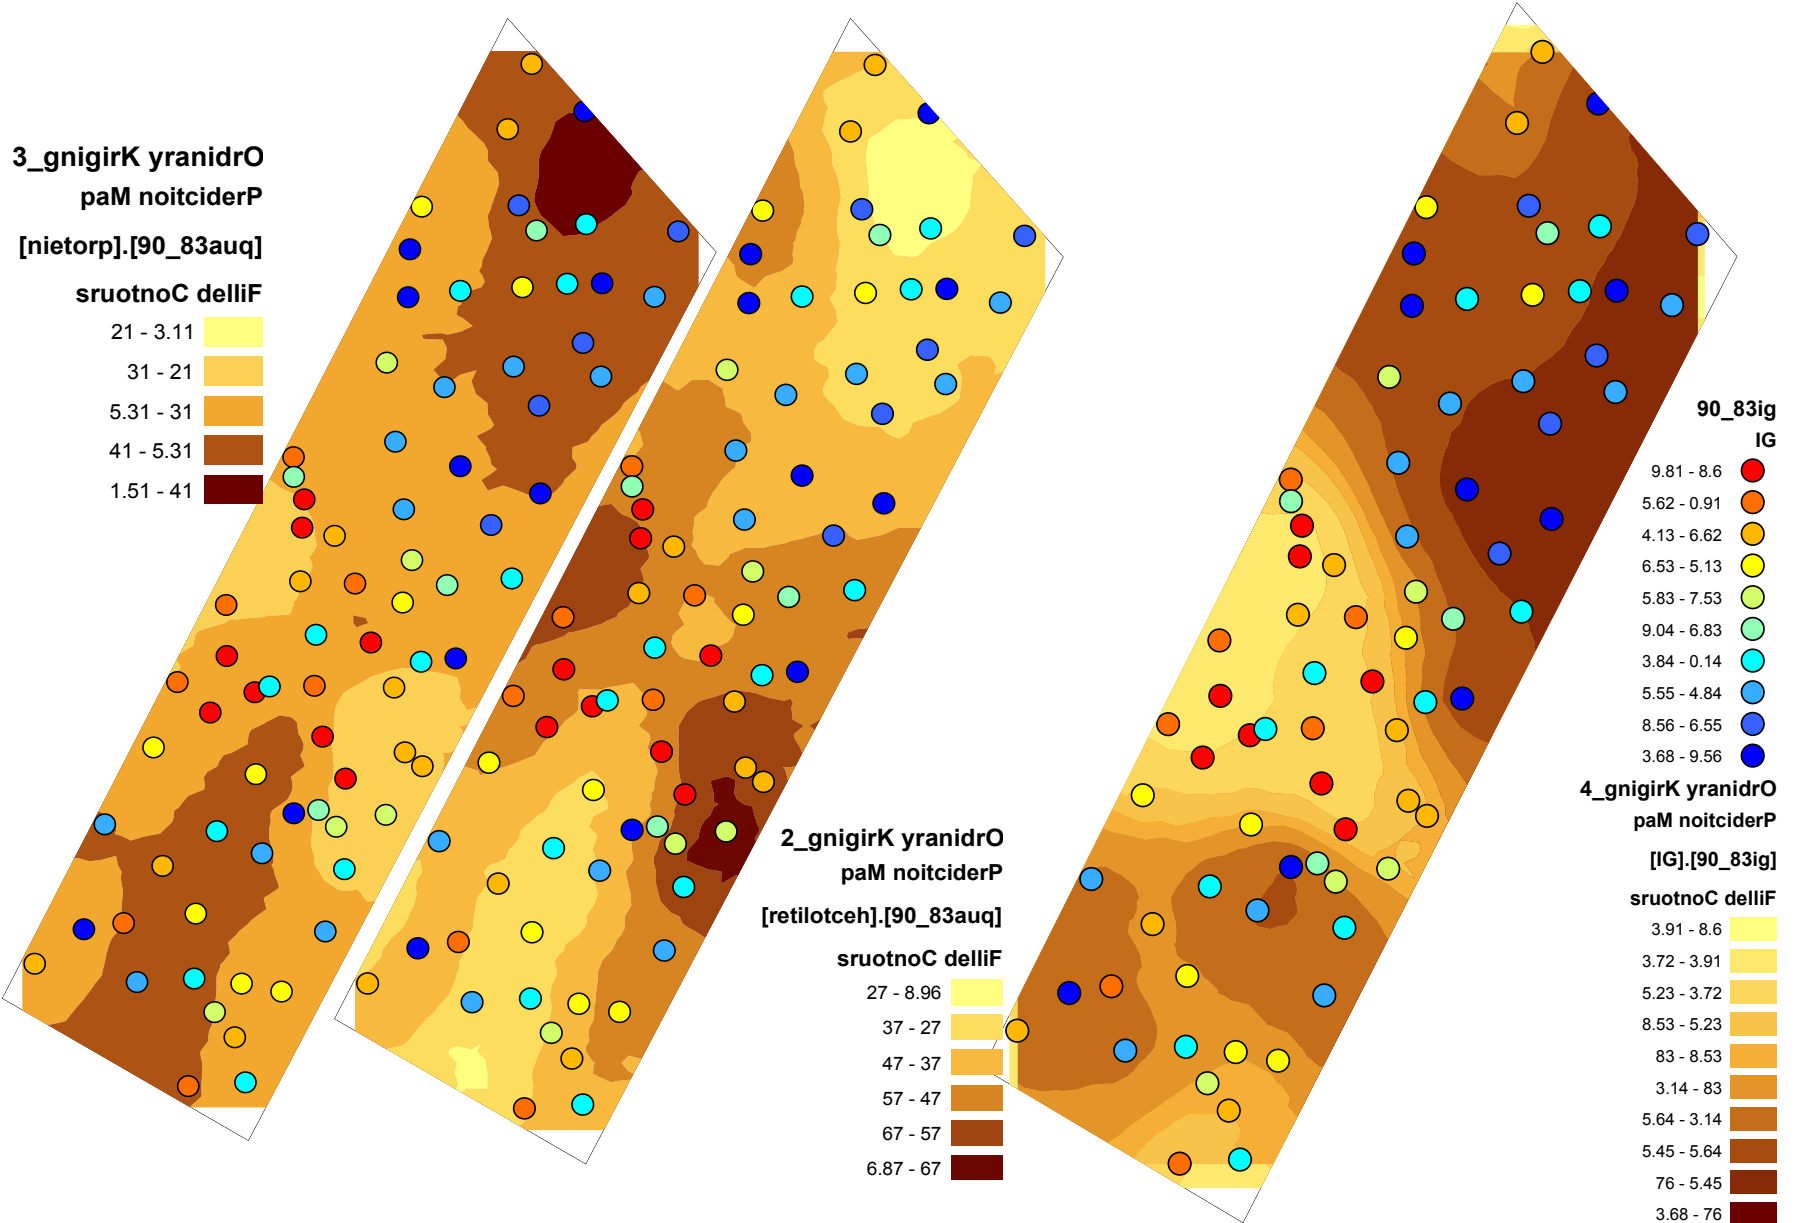 3_gnigirK yranidrO
paM noitciderP
[nietorp].[90_83auq]
sruotnoC delliF
21 - 3.11
31 - 21
5.31 - 31
41 - 5.31
1.51 - 41
2_gnigirK yranidrO
paM noitciderP
[retilotceh].[90_83auq]
sruotnoC delliF
27 - 8.96
37 - 27
47 - 37
57 - 47
67 - 57
6.87 - 67
90_83ig
IG
9.81 - 8.6
5.62 - 0.91
4.13 - 6.62
6.53 - 5.13
5.83 - 7.53
9.04 - 6.83
3.84 - 0.14
5.55 - 4.84
8.56 - 6.55
3.68 - 9.56
4_gnigirK yranidrO
paM noitciderP
[IG].[90_83ig]
sruotnoC delliF
3.91 - 8.6
3.72 - 3.91
5.23 - 3.72
8.53 - 5.23
83 - 8.53
3.14 - 83
5.64 - 3.14
5.45 - 5.64
76 - 5.45
3.68 - 76